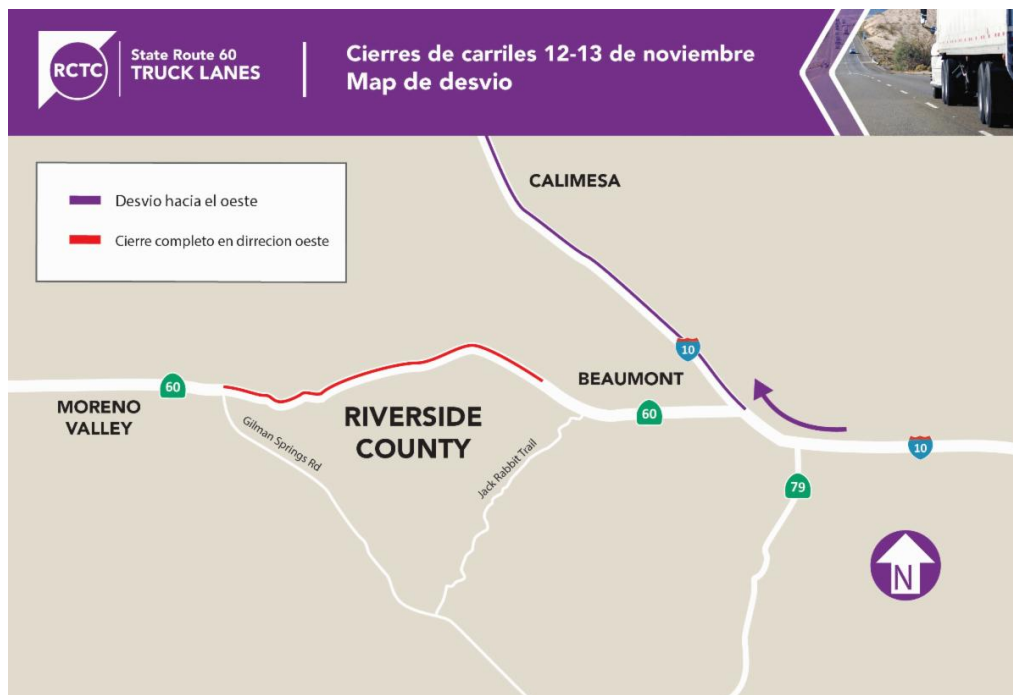 RCTC
State Route 60
TRUCK LANES
Cierres de carriles 12-13 de noviembre
Map de desvio
Desvio hacia el oeste
Cierre completo en dirrecion oeste
CALIMESA
10
BEAUMONT
60
MORENO
VALLEY
RIVERSIDE
COUNTY
60
Gilman Springs Rd
Jack Rabbit Trail
10
79
N